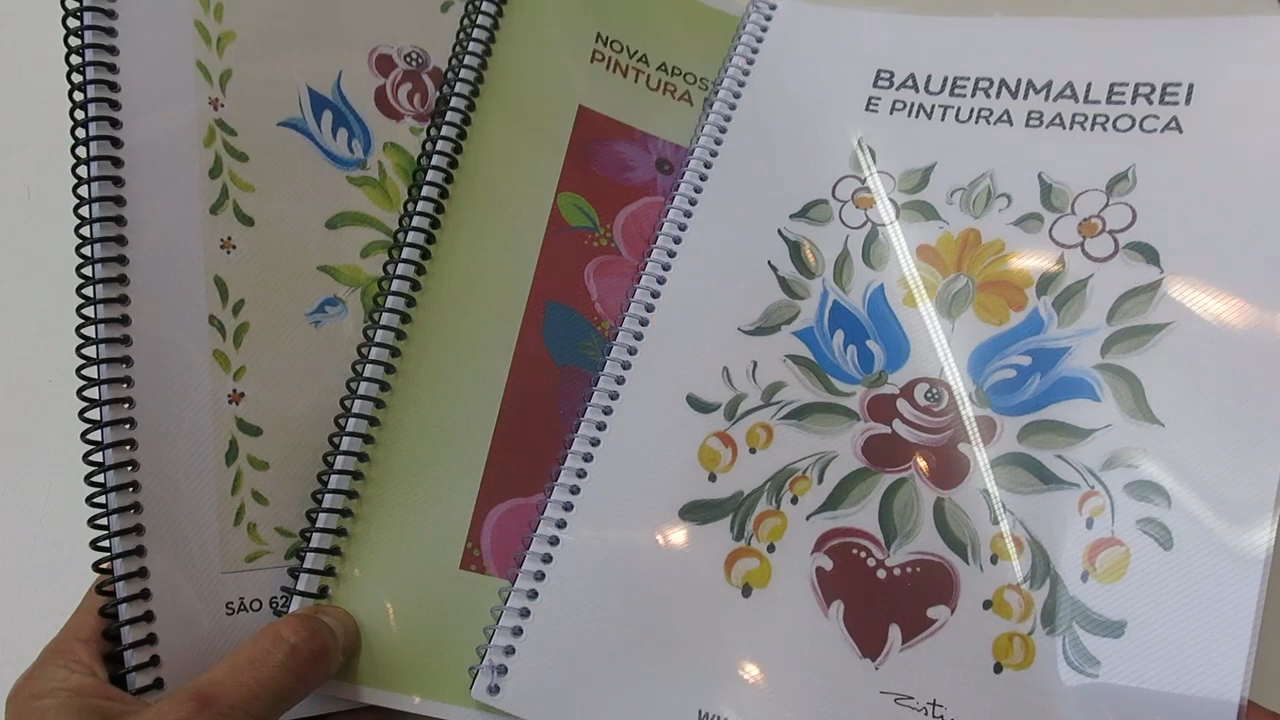 SÃO 62
NOVA APOS
PINTURA
BAUERNMALEREI
E PINTURA BARROCA